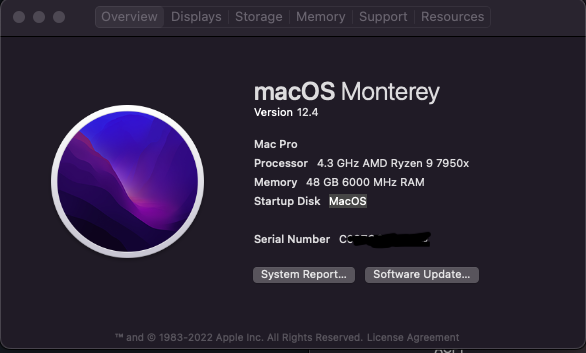 Overview Displays Storage Memory Support Resources
macOS Monterey
Version 12.4
Mac Pro
Processor 4.3 GHz AMD Ryzen 9 7950x
Memory 48 GB 6000 MHz RAM
Startup Disk MacOS
Serial Number
System Report... Software Update...
™ and © 1983-2022 Apple Inc. All Rights Reserved. License Agreement